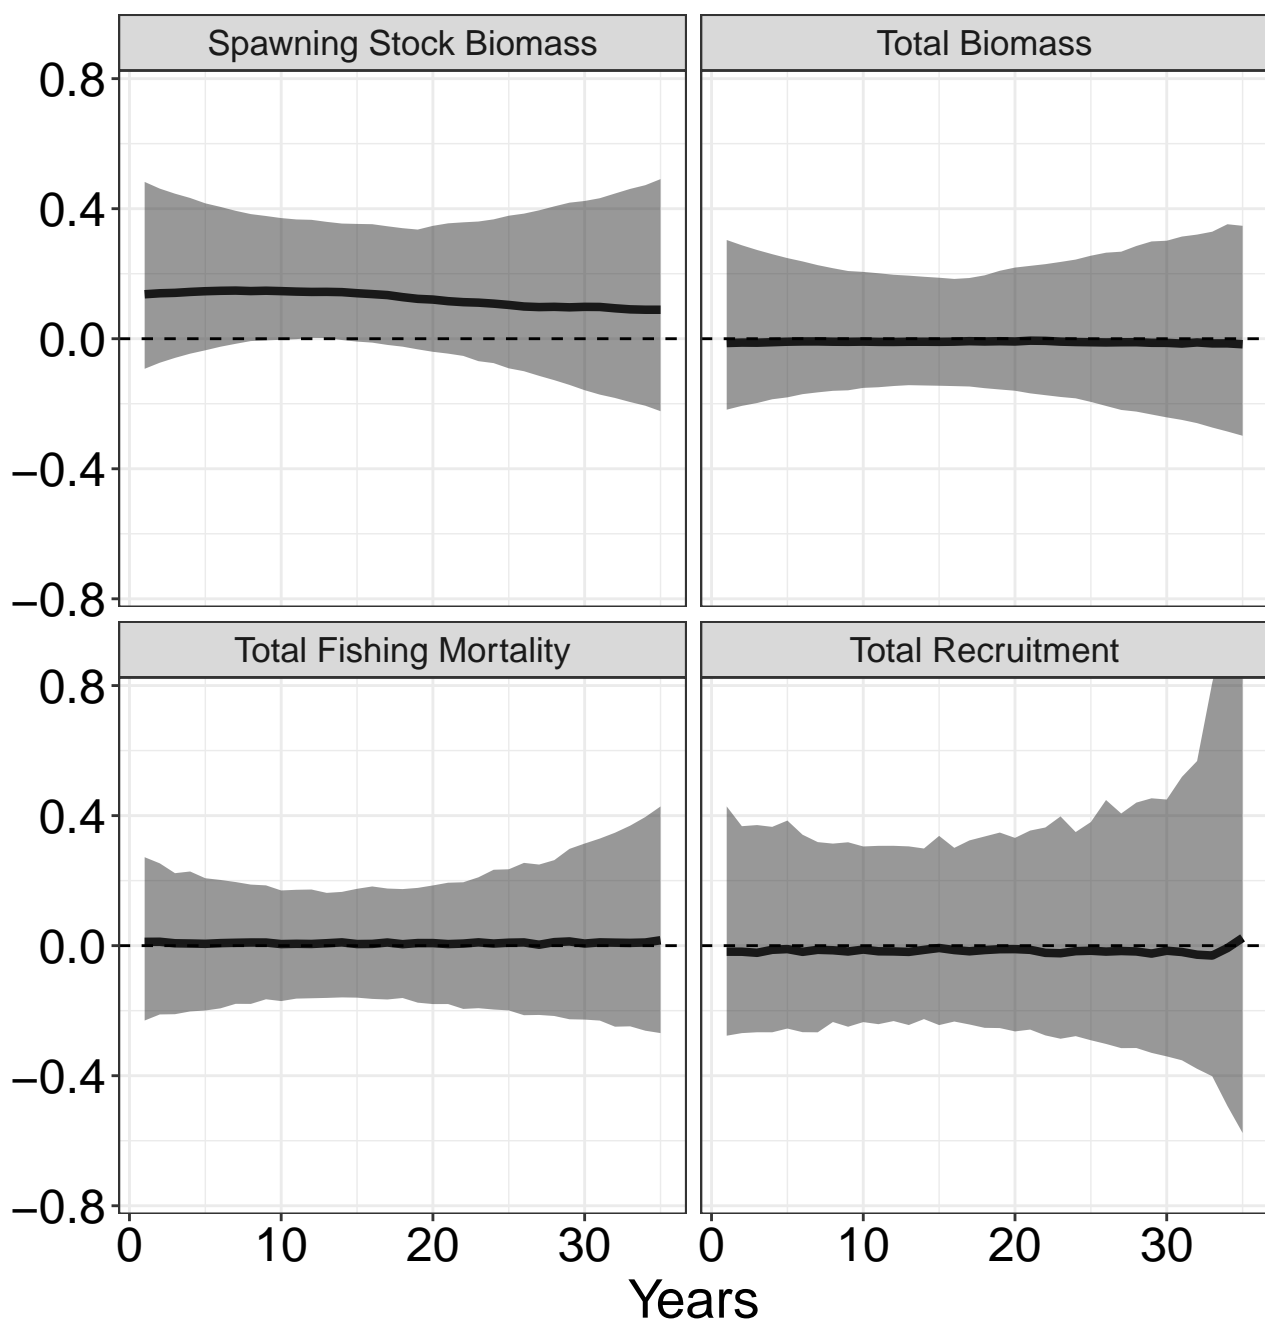 Spawning Stock Biomass
Total Biomass
0.8
0.4
0.0
−0.4
−0.8
Total Fishing Mortality
Total Recruitment
0.8
0.4
0.0
−0.4
−0.8
0 10 20 30
0 10 20 30
Years